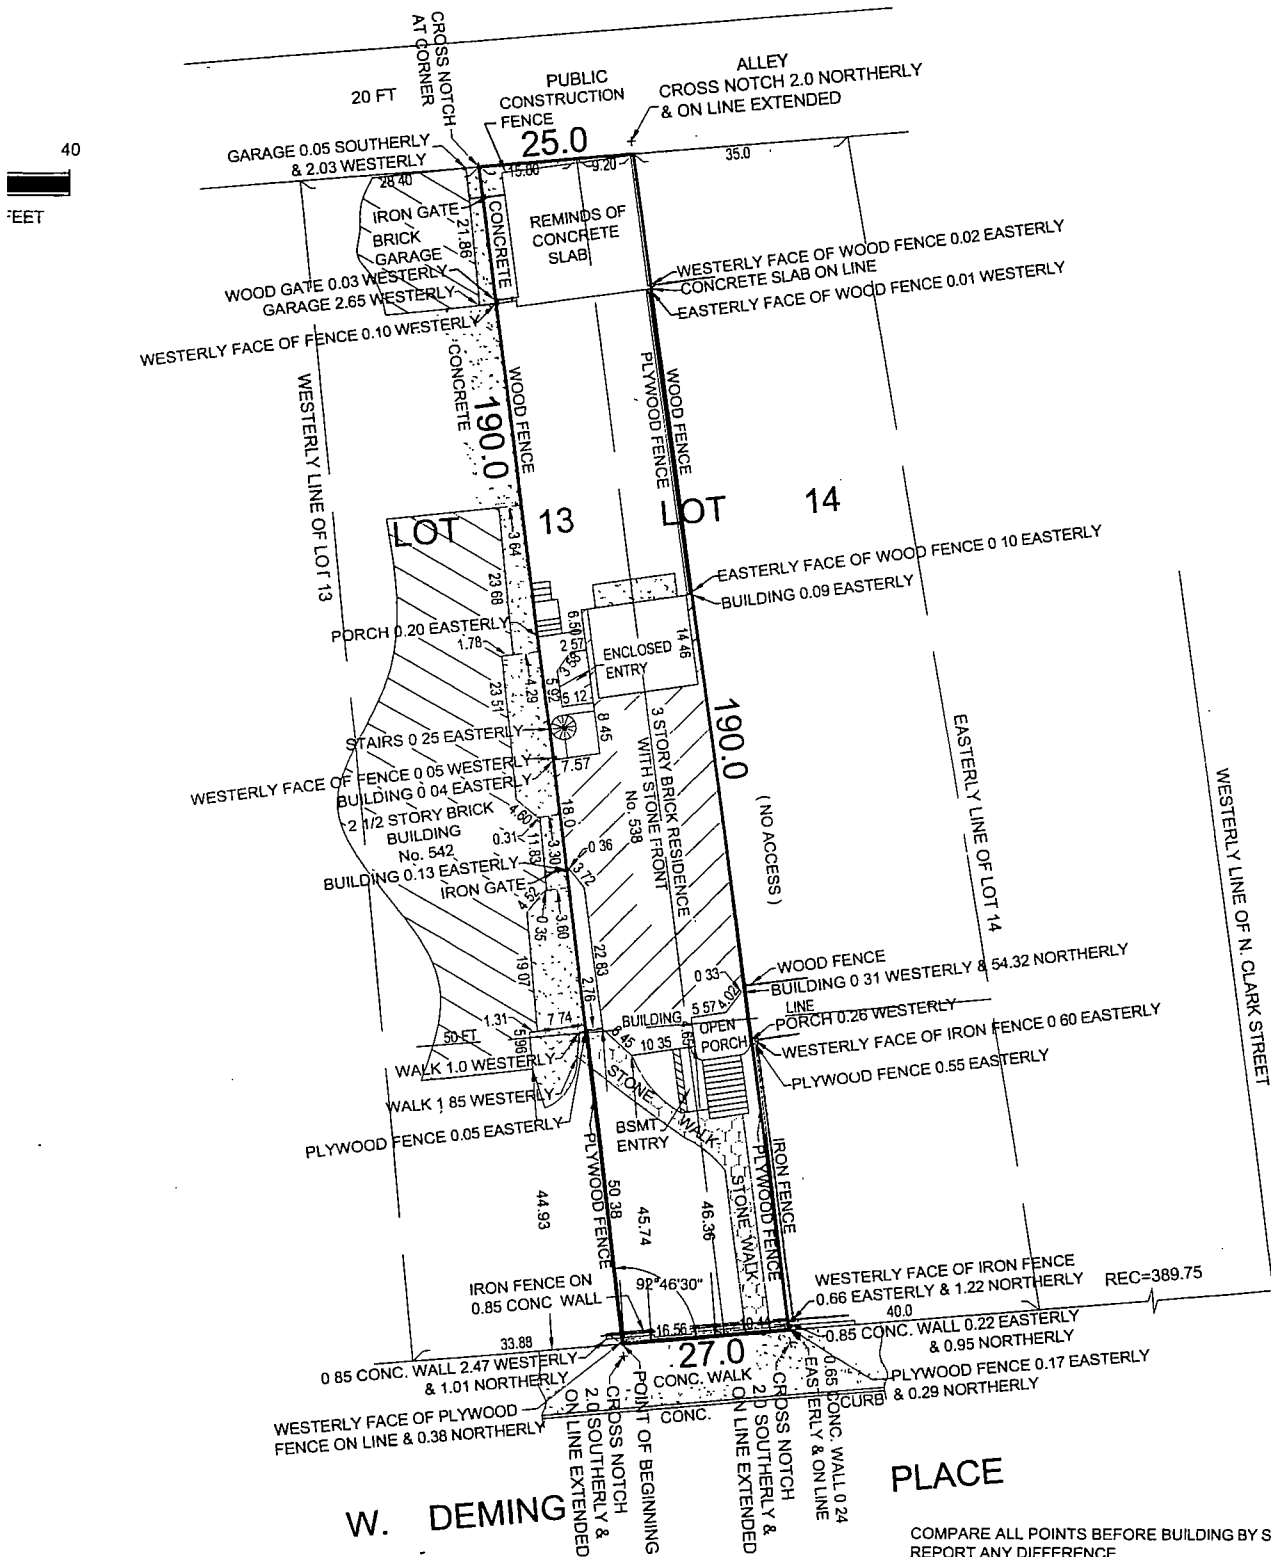 CROSS NOTCH
AT CORNER
20 FT
PUBLIC
CONSTRUCTION
FENCE
ALLEY
CROSS NOTCH 2.0 NORTHERLY
& ON LINE EXTENDED
25.0
40
FEET
GARAGE 0.05 SOUTHERLY
& 2.03 WESTERLY
28.40
15.80
9.20
35.0
IRON GATE
BRICK
GARAGE
21.86
CONCRETE
REMINDS OF
CONCRETE
SLAB
WOOD GATE 0.03 WESTERLY
GARAGE 2.65 WESTERLY
WESTERLY FACE OF FENCE 0.10 WESTERLY
WESTERLY FACE OF WOOD FENCE 0.02 EASTERLY
CONCRETE SLAB ON LINE
EASTERLY FACE OF WOOD FENCE 0.01 WESTERLY
WESTERLY LINE OF LOT 13
CONCRETE
WOOD FENCE
190.0
PLYWOOD FENCE
WOOD FENCE
LOT 13
LOT 14
3.64
23 68
EASTERLY FACE OF WOOD FENCE 0 10 EASTERLY
BUILDING 0.09 EASTERLY
PORCH 0.20 EASTERLY
1.78
6.50
2 57
ENCLOSED
ENTRY
14 46
4.29
23 51
5.92
5 12
STAIRS 0 25 EASTERLY
8 45
7.57
190.0
WESTERLY FACE OF FENCE 0 05 WESTERLY
BUILDING 0 04 EASTERLY
2 1/2 STORY BRICK
BUILDING
No. 542
3 STORY BRICK RESIDENCE
WITH STONE FRONT
No. 538
( NO ACCESS )
EASTERLY LINE OF LOT 14
WESTERLY LINE OF N. CLARK STREET
4.60
18.0
0.31
11.83
3.30
0 36
13 72
BUILDING 0.13 EASTERLY
IRON GATE
4.52
0 35
3.60
19 07
22 83
2.76
WOOD FENCE
0 33
BUILDING 0 31 WESTERLY & 54.32 NORTHERLY
4.02
5 57
BUILDING LINE
OPEN
PORCH
PORCH 0.26 WESTERLY
WESTERLY FACE OF IRON FENCE 0 60 EASTERLY
PLYWOOD FENCE 0.55 EASTERLY
1.31
7 74
50 FT
5.96
6.45
10 35
4.65
WALK 1.0 WESTERLY
WALK 1 85 WESTERLY
PLYWOOD FENCE 0.05 EASTERLY
STONE WALK
BSMT
ENTRY
PLYWOOD FENCE
STONE WALK
PLYWOOD FENCE
IRON FENCE
44.93
50.38
45.74
46.36
IRON FENCE ON
0.85 CONC WALL
92°46'30"
WESTERLY FACE OF IRON FENCE
0.66 EASTERLY & 1.22 NORTHERLY
REC=389.75
33.88
16.56
40.0
27.0
0 85 CONC. WALL 2.47 WESTERLY
& 1.01 NORTHERLY
0.85 CONC. WALL 0.22 EASTERLY
& 0.95 NORTHERLY
PLYWOOD FENCE 0.17 EASTERLY
& 0.29 NORTHERLY
CONC. WALK
CONC.
CURB
WESTERLY FACE OF PLYWOOD
FENCE ON LINE & 0.38 NORTHERLY
CROSS NOTCH
2.0 SOUTHERLY &
ON LINE EXTENDED
POINT OF BEGINNING
CROSS NOTCH
2.0 SOUTHERLY &
ON LINE EXTENDED
0.65 CONC. WALL 0 24
EASTERLY & ON LINE
W. DEMING PLACE
COMPARE ALL POINTS BEFORE BUILDING BY S
REPORT ANY DIFFERENCE